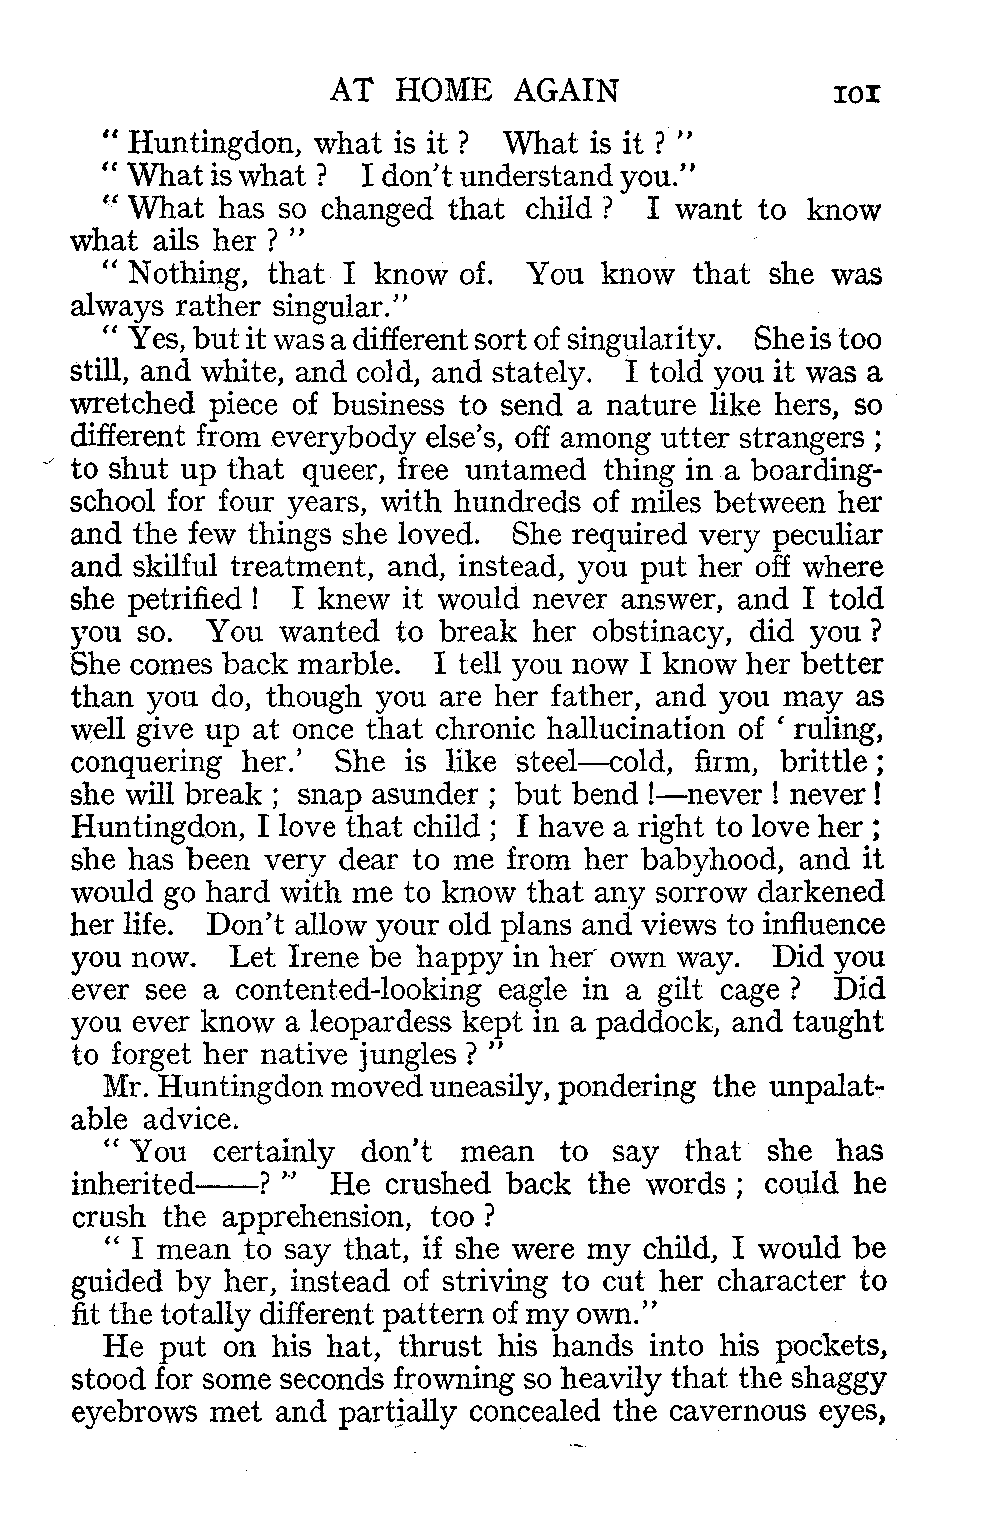 AT HOME AGAIN 101
“ Huntingdon, what is it ? What is it ? ”
“ What is what ? I don't understand you.”
“ What has so changed that child ? I want to know
what ails her ? ”
“ Nothing, that I know of. You know that she was
always rather singular.”
“ Yes, but it was a different sort of singularity. She is too
still, and white, and cold, and stately. I told you it was a
wretched piece of business to send a nature like hers, so
different from everybody else's, off among utter strangers ;
to shut up that queer, free untamed thing in a boarding-
school for four years, with hundreds of miles between her
and the few things she loved. She required very peculiar
and skilful treatment, and, instead, you put her off where
she petrified ! I knew it would never answer, and I told
you so. You wanted to break her obstinacy, did you ?
She comes back marble. I tell you now I know her better
than you do, though you are her father, and you may as
well give up at once that chronic hallucination of ‘ ruling,
conquering her.’ She is like steel—cold, firm, brittle ;
she will break ; snap asunder ; but bend !—never ! never !
Huntingdon, I love that child ; I have a right to love her ;
she has been very dear to me from her babyhood, and it
would go hard with me to know that any sorrow darkened
her life. Don't allow your old plans and views to influence
you now. Let Irene be happy in her own way. Did you
ever see a contented-looking eagle in a gilt cage ? Did
you ever know a leopardess kept in a paddock, and taught
to forget her native jungles ? ”
Mr. Huntingdon moved uneasily, pondering the unpalat-
able advice.
“ You certainly don't mean to say that she has
inherited——? ” He crushed back the words ; could he
crush the apprehension, too ?
“ I mean to say that, if she were my child, I would be
guided by her, instead of striving to cut her character to
fit the totally different pattern of my own.”
He put on his hat, thrust his hands into his pockets,
stood for some seconds frowning so heavily that the shaggy
eyebrows met and partially concealed the cavernous eyes,